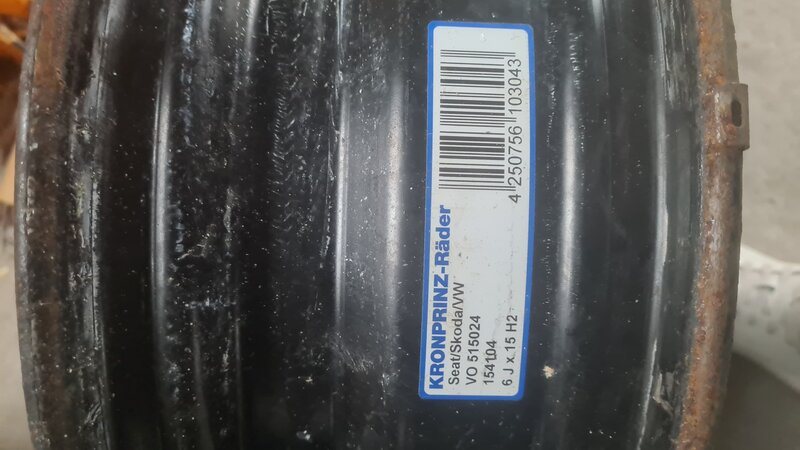 KRONPRINZ-Räder
Seat/Skoda/VW
VO 515024
154104
6 J x 15 H2
4 250756 103043